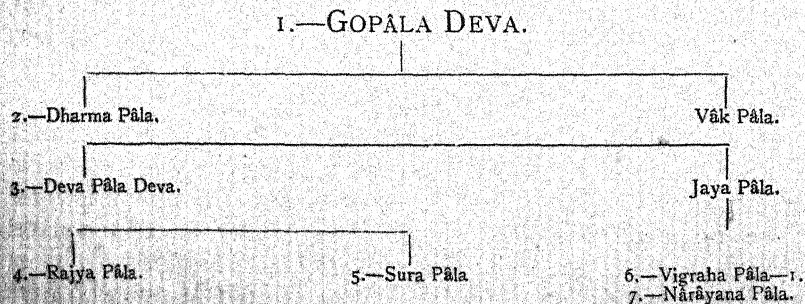 1.—GOPÂLA DEVA.
2.—Dharma Pâla. Vâk Pâla.
3.—Deva Pâla Deva. Jaya Pâla.
4.—Rajya Pâla. 5.—Sura Pâla 6.—Vigraha Pâla—1.
7.—Nârâyana Pâla.